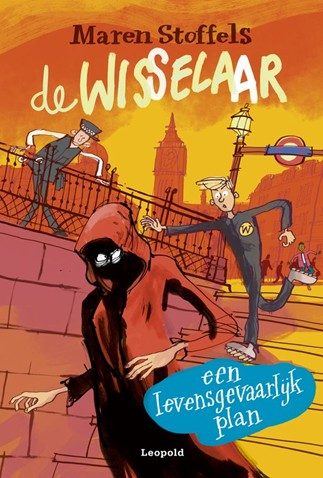 Maren Stoffels
de WISSELAAR
W
een
levensgevaarlijk
plan
Leopold